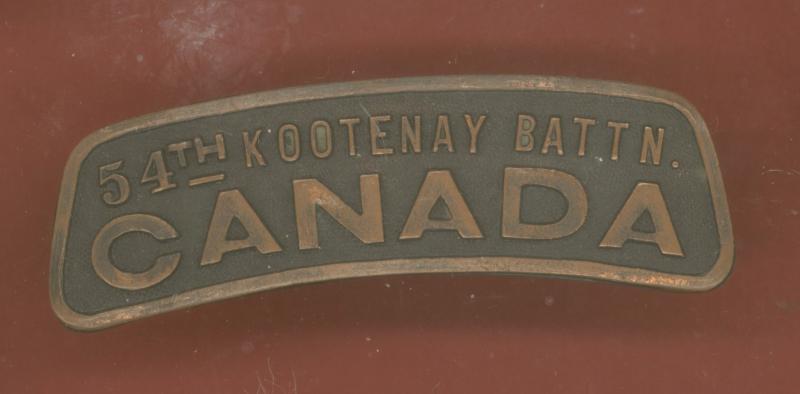 54TH KOOTENAY BATTN.
CANADA